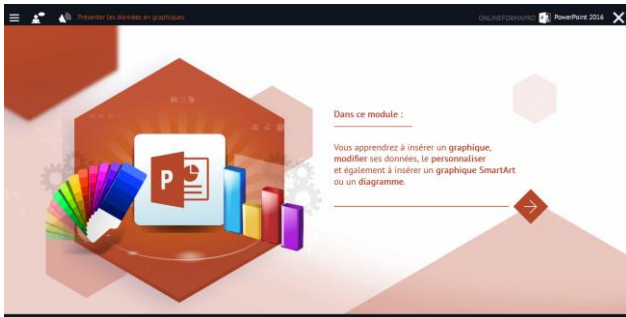 Présenter les données en graphiques
ONLINEFORMAPRO
PowerPoint 2016
Dans ce module :
Vous apprendrez à insérer un graphique,
modifier ses données, le personnaliser
et également à insérer un graphique SmartArt
ou un diagramme.
P